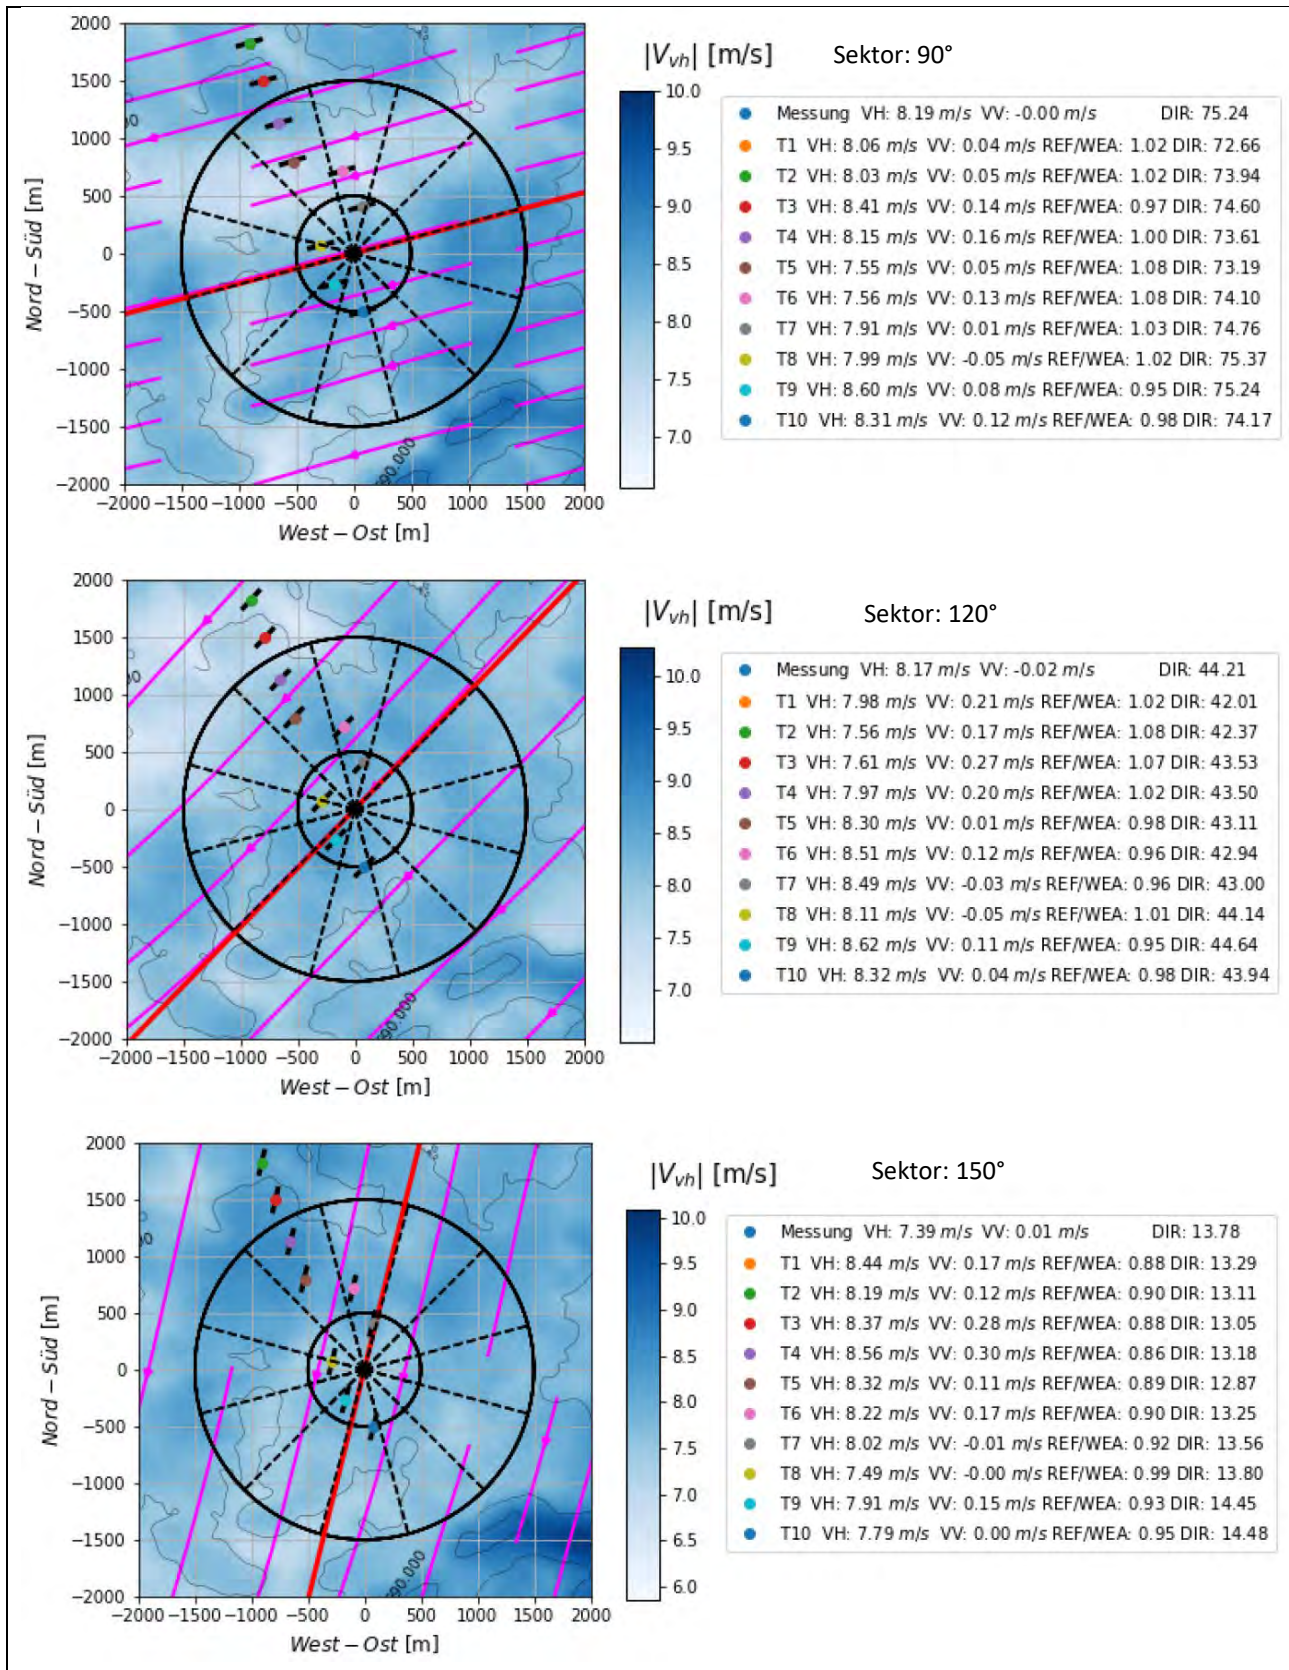 |V_vh| [m/s] Sektor: 90°
2000
1500
1000
500
0
−500
−1000
−1500
−2000
Nord − Süd [m]
−2000 −1500 −1000 −500 0 500 1000 1500 2000
West − Ost [m]
590.000
10.0
9.5
9.0
8.5
8.0
7.5
7.0
Messung VH: 8.19 m/s VV: -0.00 m/s DIR: 75.24
T1 VH: 8.06 m/s VV: 0.04 m/s REF/WEA: 1.02 DIR: 72.66
T2 VH: 8.03 m/s VV: 0.05 m/s REF/WEA: 1.02 DIR: 73.94
T3 VH: 8.41 m/s VV: 0.14 m/s REF/WEA: 0.97 DIR: 74.60
T4 VH: 8.15 m/s VV: 0.16 m/s REF/WEA: 1.00 DIR: 73.61
T5 VH: 7.55 m/s VV: 0.05 m/s REF/WEA: 1.08 DIR: 73.19
T6 VH: 7.56 m/s VV: 0.13 m/s REF/WEA: 1.08 DIR: 74.10
T7 VH: 7.91 m/s VV: 0.01 m/s REF/WEA: 1.03 DIR: 74.76
T8 VH: 7.99 m/s VV: -0.05 m/s REF/WEA: 1.02 DIR: 75.37
T9 VH: 8.60 m/s VV: 0.08 m/s REF/WEA: 0.95 DIR: 75.24
T10 VH: 8.31 m/s VV: 0.12 m/s REF/WEA: 0.98 DIR: 74.17
|V_vh| [m/s] Sektor: 120°
2000
1500
1000
500
0
−500
−1000
−1500
−2000
Nord − Süd [m]
−2000 −1500 −1000 −500 0 500 1000 1500 2000
West − Ost [m]
590.000
10.0
9.5
9.0
8.5
8.0
7.5
7.0
Messung VH: 8.17 m/s VV: -0.02 m/s DIR: 44.21
T1 VH: 7.98 m/s VV: 0.21 m/s REF/WEA: 1.02 DIR: 42.01
T2 VH: 7.56 m/s VV: 0.17 m/s REF/WEA: 1.08 DIR: 42.37
T3 VH: 7.61 m/s VV: 0.27 m/s REF/WEA: 1.07 DIR: 43.53
T4 VH: 7.97 m/s VV: 0.20 m/s REF/WEA: 1.02 DIR: 43.50
T5 VH: 8.30 m/s VV: 0.01 m/s REF/WEA: 0.98 DIR: 43.11
T6 VH: 8.51 m/s VV: 0.12 m/s REF/WEA: 0.96 DIR: 42.94
T7 VH: 8.49 m/s VV: -0.03 m/s REF/WEA: 0.96 DIR: 43.00
T8 VH: 8.11 m/s VV: -0.05 m/s REF/WEA: 1.01 DIR: 44.14
T9 VH: 8.62 m/s VV: 0.11 m/s REF/WEA: 0.95 DIR: 44.64
T10 VH: 8.32 m/s VV: 0.04 m/s REF/WEA: 0.98 DIR: 43.94
|V_vh| [m/s] Sektor: 150°
2000
1500
1000
500
0
−500
−1000
−1500
−2000
Nord − Süd [m]
−2000 −1500 −1000 −500 0 500 1000 1500 2000
West − Ost [m]
590.000
10.0
9.5
9.0
8.5
8.0
7.5
7.0
6.5
6.0
Messung VH: 7.39 m/s VV: 0.01 m/s DIR: 13.78
T1 VH: 8.44 m/s VV: 0.17 m/s REF/WEA: 0.88 DIR: 13.29
T2 VH: 8.19 m/s VV: 0.12 m/s REF/WEA: 0.90 DIR: 13.11
T3 VH: 8.37 m/s VV: 0.28 m/s REF/WEA: 0.88 DIR: 13.05
T4 VH: 8.56 m/s VV: 0.30 m/s REF/WEA: 0.86 DIR: 13.18
T5 VH: 8.32 m/s VV: 0.11 m/s REF/WEA: 0.89 DIR: 12.87
T6 VH: 8.22 m/s VV: 0.17 m/s REF/WEA: 0.90 DIR: 13.25
T7 VH: 8.02 m/s VV: -0.01 m/s REF/WEA: 0.92 DIR: 13.56
T8 VH: 7.49 m/s VV: -0.00 m/s REF/WEA: 0.99 DIR: 13.80
T9 VH: 7.91 m/s VV: 0.15 m/s REF/WEA: 0.93 DIR: 14.45
T10 VH: 7.79 m/s VV: 0.00 m/s REF/WEA: 0.95 DIR: 14.48